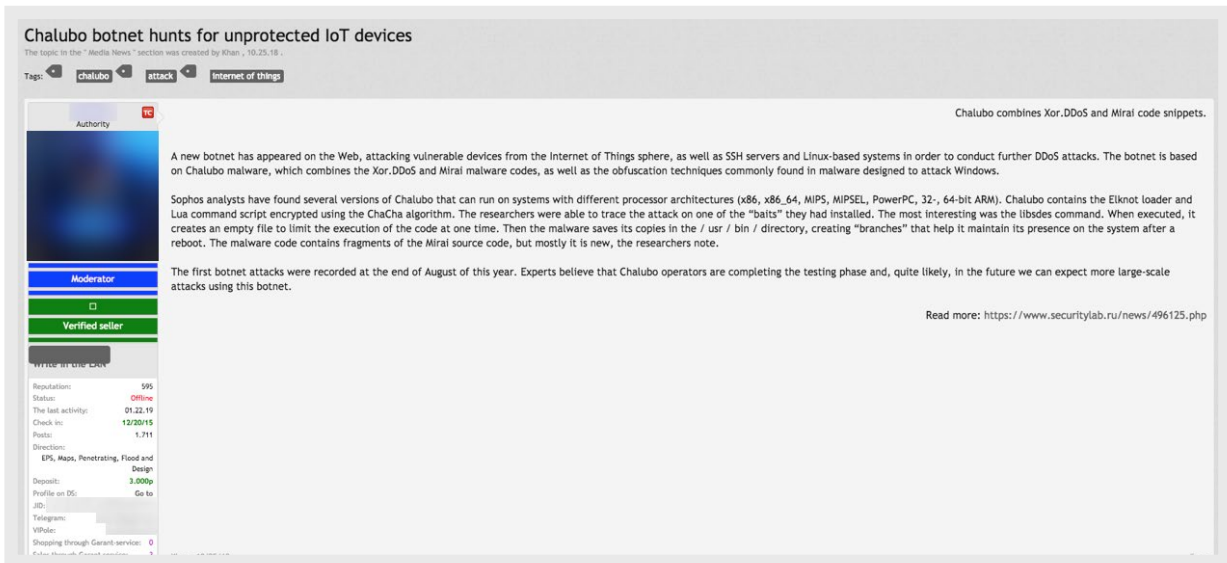 Chalubo botnet hunts for unprotected IoT devices
The topic in the "Media News" section was created by Khan , 10.25.18 .
Tags: chalubo attack internet of things
TC
Authority
Chalubo combines Xor.DDoS and Mirai code snippets.
A new botnet has appeared on the Web, attacking vulnerable devices from the Internet of Things sphere, as well as SSH servers and Linux-based systems in order to conduct further DDoS attacks. The botnet is based
on Chalubo malware, which combines the Xor.DDoS and Mirai malware codes, as well as the obfuscation techniques commonly found in malware designed to attack Windows.
Sophos analysts have found several versions of Chalubo that can run on systems with different processor architectures (x86, x86_64, MIPS, MIPSEL, PowerPC, 32-, 64-bit ARM). Chalubo contains the Elknot loader and
Lua command script encrypted using the ChaCha algorithm. The researchers were able to trace the attack on one of the “baits” they had installed. The most interesting was the libsdes command. When executed, it
creates an empty file to limit the execution of the code at one time. Then the malware saves its copies in the / usr / bin / directory, creating “branches” that help it maintain its presence on the system after a
reboot. The malware code contains fragments of the Mirai source code, but mostly it is new, the researchers note.
The first botnet attacks were recorded at the end of August of this year. Experts believe that Chalubo operators are completing the testing phase and, quite likely, in the future we can expect more large-scale
attacks using this botnet.
Read more: https://www.securitylab.ru/news/496125.php
Moderator
Verified seller
Write in the LAN
Reputation: 595
Status: Offline
The last activity: 01.22.19
Check in: 12/20/15
Posts: 1.711
Direction:
EPS, Maps, Penetrating, Flood and
Design
Deposit: 3.000p
Profile on DS: Go to
JID:
Telegram:
VIPole:
Shopping through Garant-service: 0